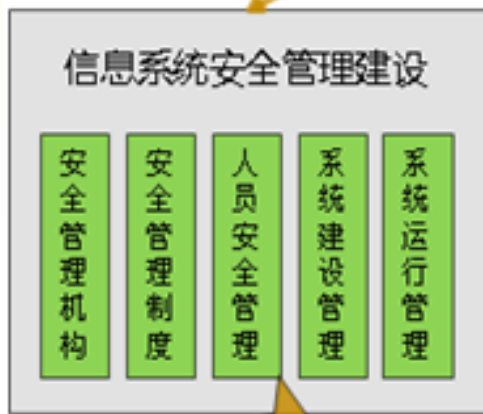 信息系统安全管理建设
安全管理机构
安全管理制度
人员安全管理
系统建设管理
系统运行管理